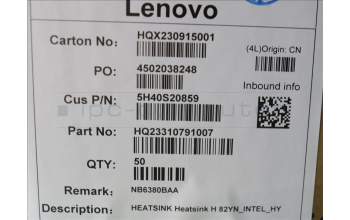 Lenovo
Carton No: HQX230915001
(4L)Origin: CN
PO: 4502038248
Inbound info
Cus P/N: 5H40S20859
Part No: HQ23310791007
QTY: 50
Remark: NB6380BAA
Description: HEATSINK Heatsink H 82YN_INTEL_HY